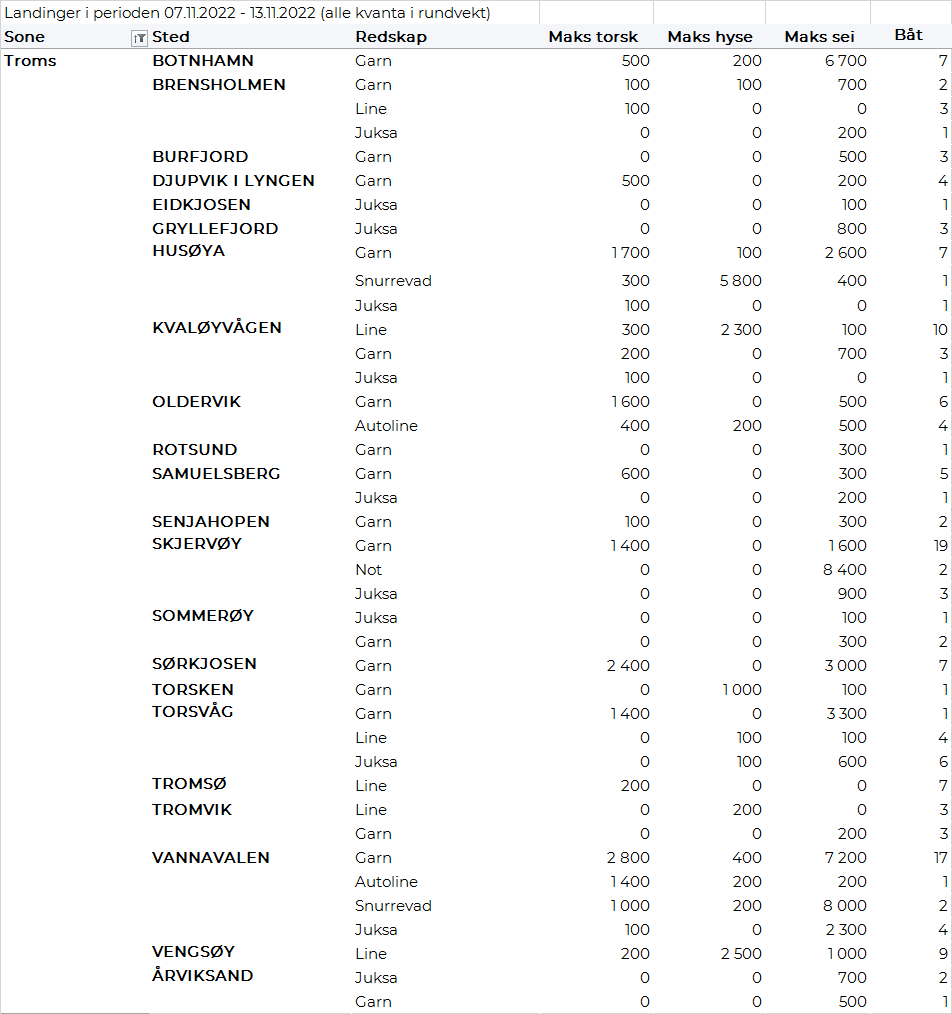 Landinger i perioden 07.11.2022 - 13.11.2022 (alle kvanta i rundvekt)
Sone Sted Redskap Maks torsk Maks hyse Maks sei Båt
Troms BOTNHAMN Garn 500 200 6 700 7
BRENSHOLMEN Garn 100 100 700 2
Line 100 0 0 3
Juksa 0 0 200 1
BURFJORD Garn 0 0 500 3
DJUPVIK I LYNGEN Garn 500 0 200 4
EIDKJOSEN Juksa 0 0 100 1
GRYLLEFJORD Juksa 0 0 800 3
HUSØYA Garn 1 700 100 2 600 7
Snurrevad 300 5 800 400 1
Juksa 100 0 0 1
KVALØYVÅGEN Line 300 2 300 100 10
Garn 200 0 700 3
Juksa 100 0 0 1
OLDERVIK Garn 1 600 0 500 6
Autoline 400 200 500 4
ROTSUND Garn 0 0 300 1
SAMUELSBERG Garn 600 0 300 5
Juksa 0 0 200 1
SENJAHOPEN Garn 100 0 300 2
SKJERVØY Garn 1 400 0 1 600 19
Not 0 0 8 400 2
Juksa 0 0 900 3
SOMMERØY Juksa 0 0 100 1
Garn 0 0 300 2
SØRKJOSEN Garn 2 400 0 3 000 7
TORSKEN Garn 0 1 000 100 1
TORSVÅG Garn 1 400 0 3 300 1
Line 0 100 100 4
Juksa 0 100 600 6
TROMSØ Line 200 0 0 7
TROMVIK Line 0 200 0 3
Garn 0 0 200 3
VANNAVALEN Garn 2 800 400 7 200 17
Autoline 1 400 200 200 1
Snurrevad 1 000 200 8 000 2
Juksa 100 0 2 300 4
VENGSØY Line 200 2 500 1 000 9
ÅRVIKSAND Juksa 0 0 700 2
Garn 0 0 500 1